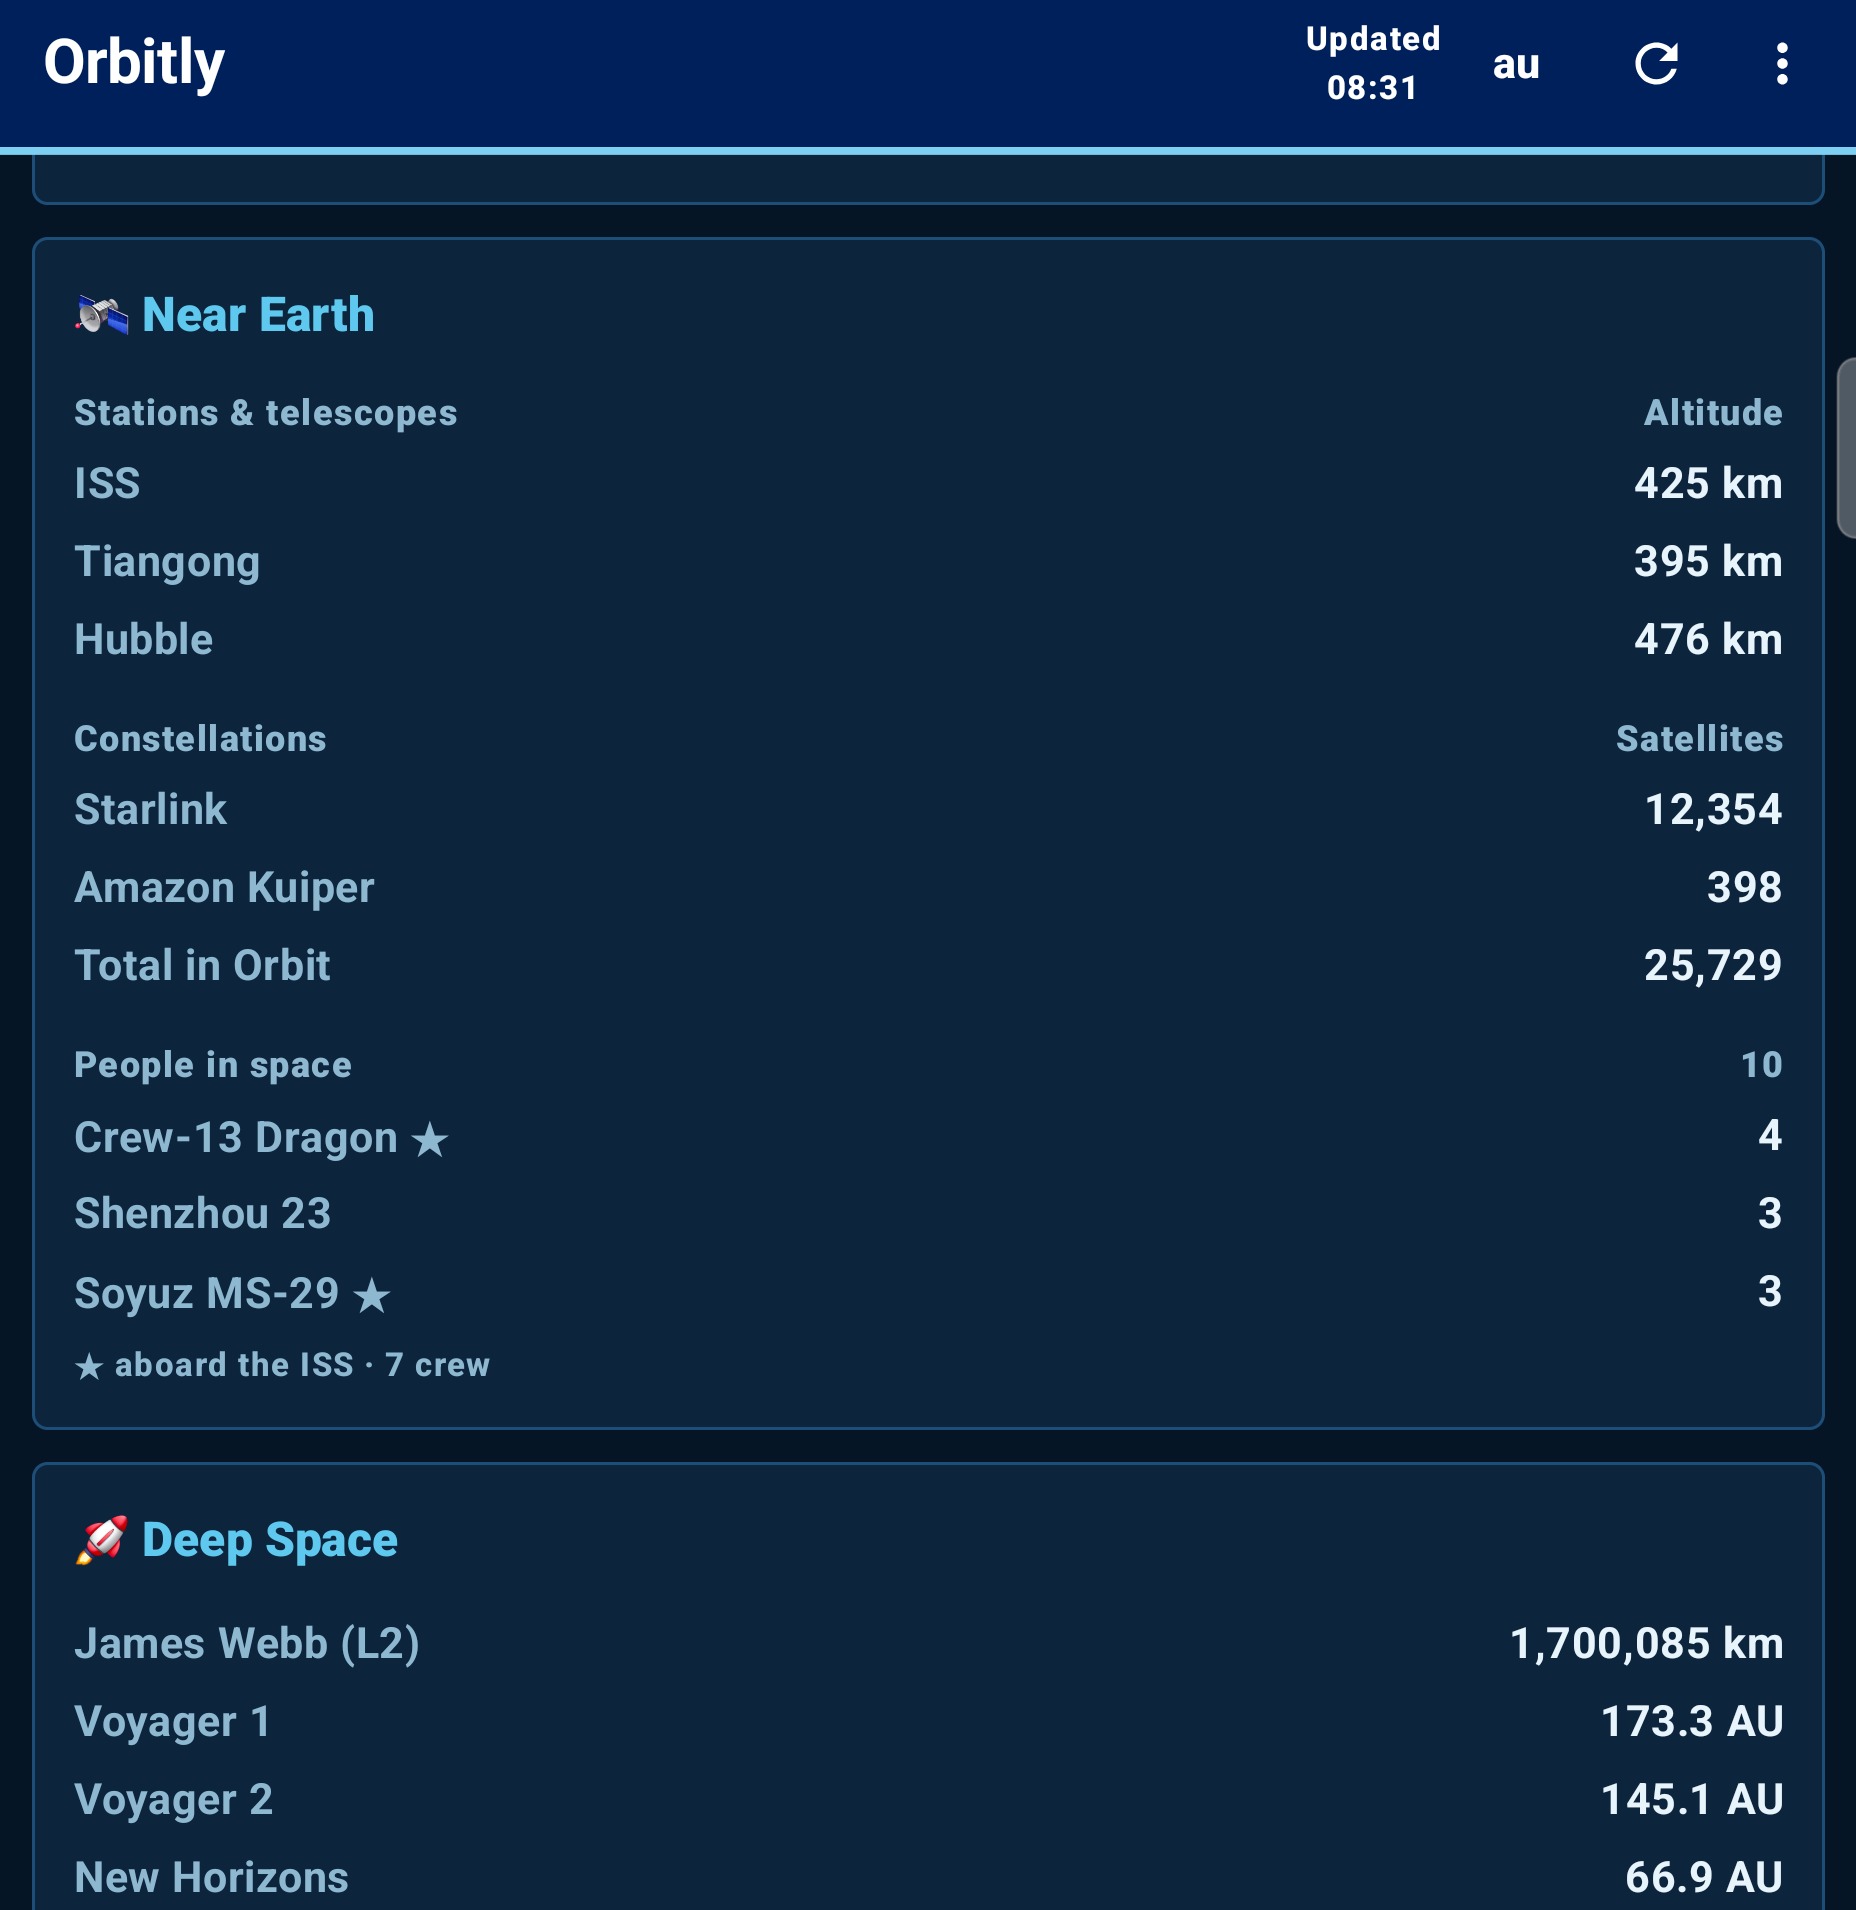 Orbitly
Updated
08:31
au
Near Earth
Stations & telescopes Altitude
ISS 425 km
Tiangong 395 km
Hubble 476 km
Constellations Satellites
Starlink 12,354
Amazon Kuiper 398
Total in Orbit 25,729
People in space 10
Crew-13 Dragon ★ 4
Shenzhou 23 3
Soyuz MS-29 ★ 3
★ aboard the ISS · 7 crew
Deep Space
James Webb (L2) 1,700,085 km
Voyager 1 173.3 AU
Voyager 2 145.1 AU
New Horizons 66.9 AU